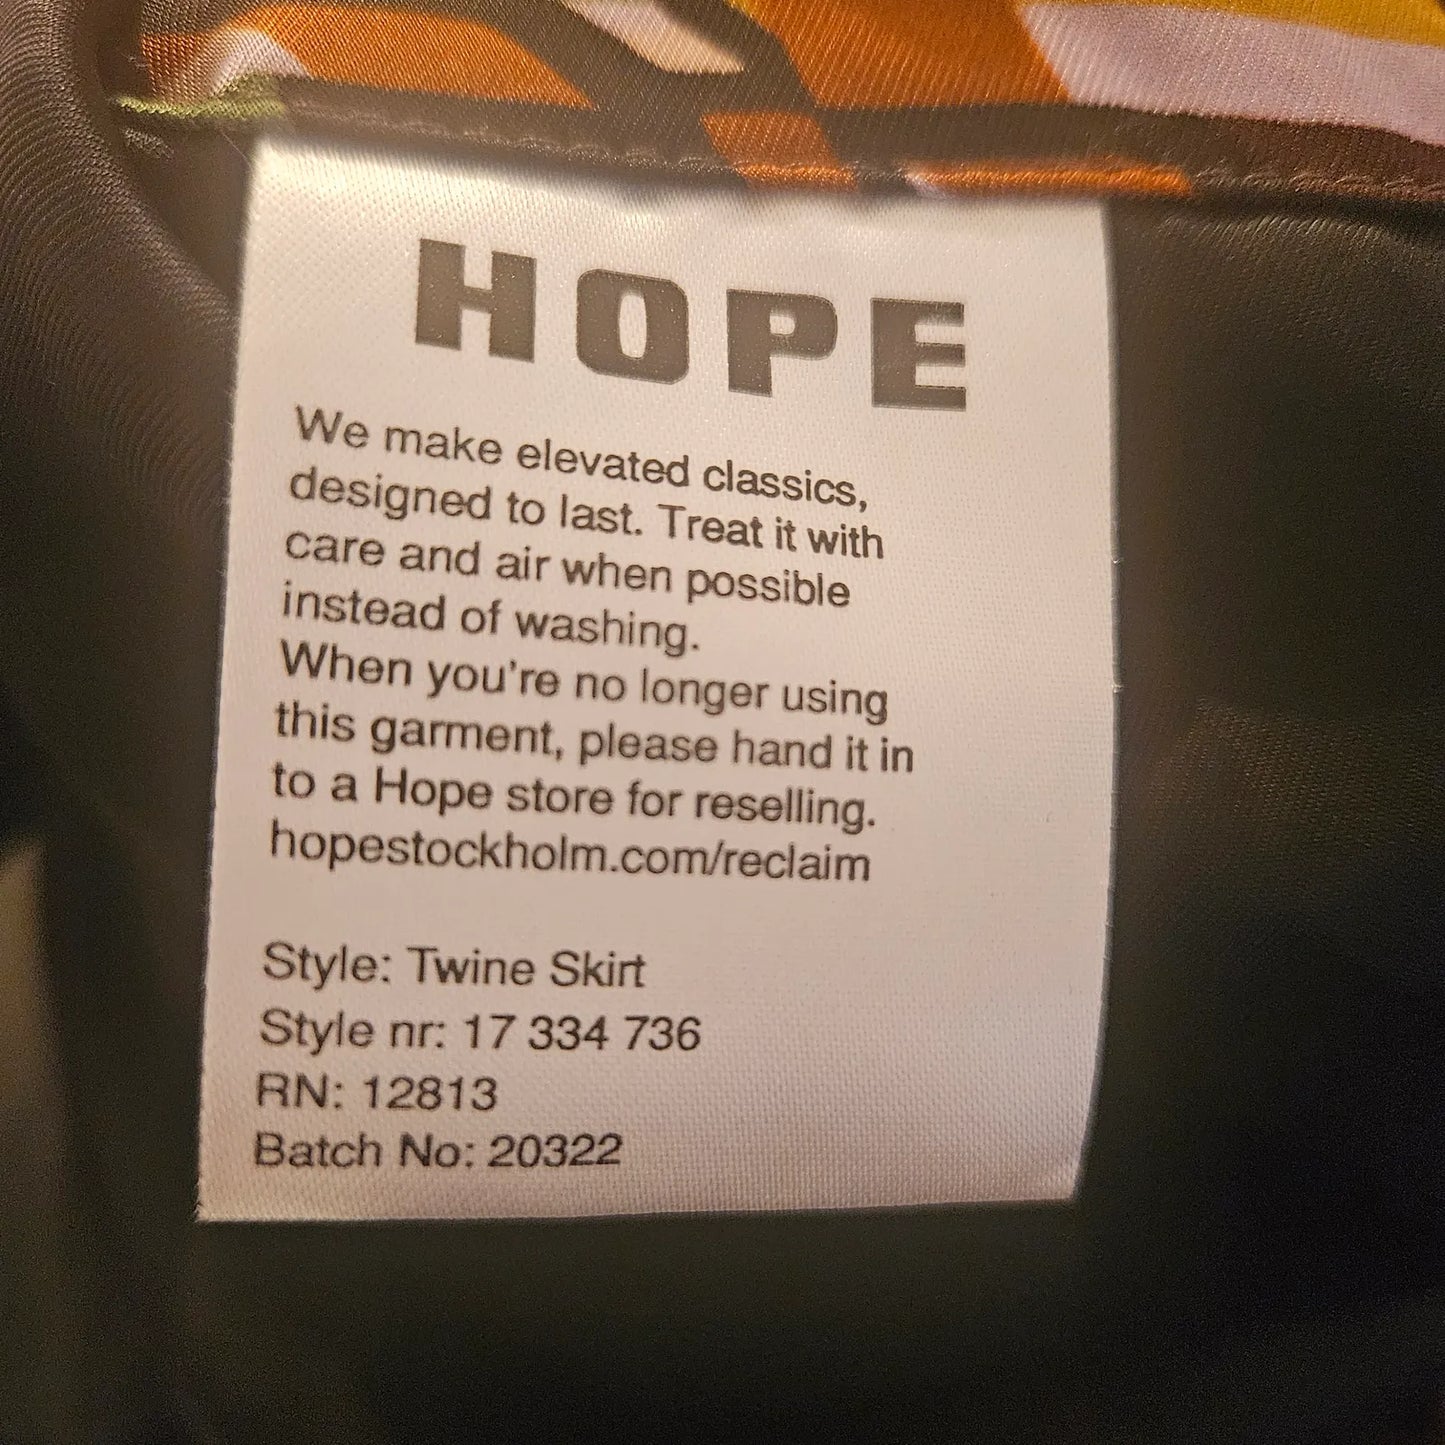 HOPE
We make elevated classics,
designed to last. Treat it with
care and air when possible
instead of washing.
When you're no longer using
this garment, please hand it in
to a Hope store for reselling.
hopestockholm.com/reclaim
Style: Twine Skirt
Style nr: 17 334 736
RN: 12813
Batch No: 20322